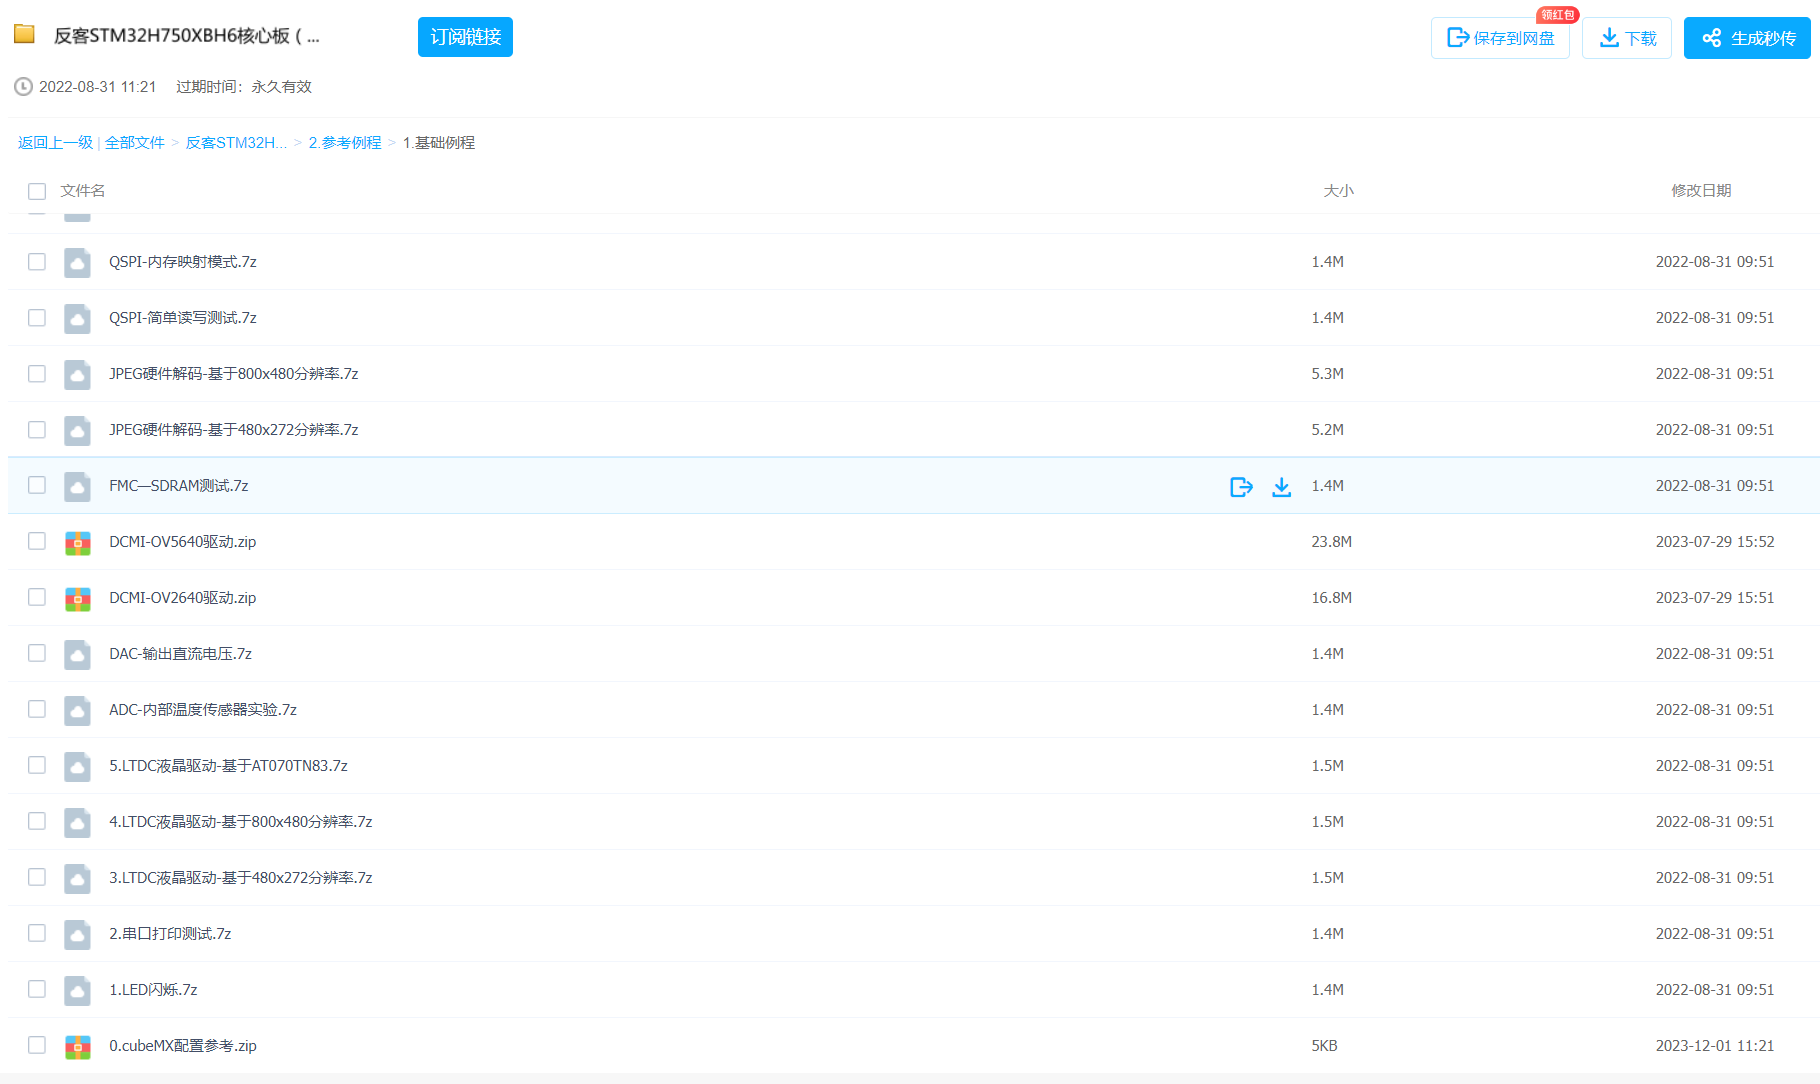 反客STM32H750XBH6核心板 ( ...
订阅链接
领红包
保存到网盘
下载
生成秒传
2022-08-31 11:21 过期时间：永久有效
返回上一级 | 全部文件 > 反客STM32H... > 2.参考例程 > 1.基础例程
文件名 大小 修改日期
QSPI-内存映射模式.7z 1.4M 2022-08-31 09:51
QSPI-简单读写测试.7z 1.4M 2022-08-31 09:51
JPEG硬件解码-基于800x480分辨率.7z 5.3M 2022-08-31 09:51
JPEG硬件解码-基于480x272分辨率.7z 5.2M 2022-08-31 09:51
FMC—SDRAM测试.7z 1.4M 2022-08-31 09:51
DCMI-OV5640驱动.zip 23.8M 2023-07-29 15:52
DCMI-OV2640驱动.zip 16.8M 2023-07-29 15:51
DAC-输出直流电压.7z 1.4M 2022-08-31 09:51
ADC-内部温度传感器实验.7z 1.4M 2022-08-31 09:51
5.LTDC液晶驱动-基于AT070TN83.7z 1.5M 2022-08-31 09:51
4.LTDC液晶驱动-基于800x480分辨率.7z 1.5M 2022-08-31 09:51
3.LTDC液晶驱动-基于480x272分辨率.7z 1.5M 2022-08-31 09:51
2.串口打印测试.7z 1.4M 2022-08-31 09:51
1.LED闪烁.7z 1.4M 2022-08-31 09:51
0.cubeMX配置参考.zip 5KB 2023-12-01 11:21